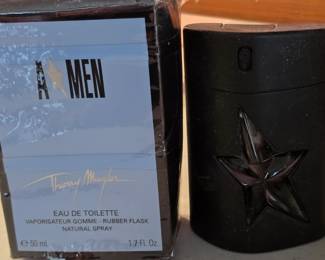 A MEN
Thierry Mugler
EAU DE TOILETTE
VAPORISATEUR GOMME - RUBBER FLASK
NATURAL SPRAY
e 50 ml 1.7 fl. Oz.